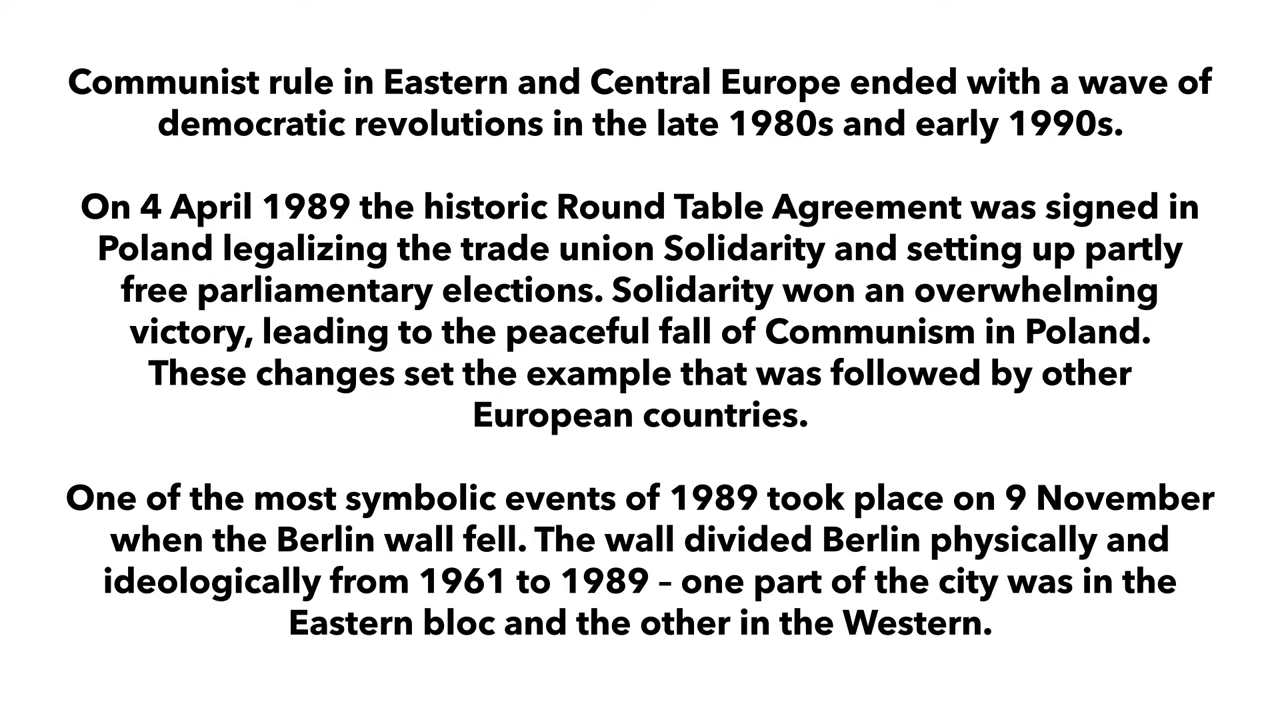 Communist rule in Eastern and Central Europe ended with a wave of
democratic revolutions in the late 1980s and early 1990s.
On 4 April 1989 the historic Round Table Agreement was signed in
Poland legalizing the trade union Solidarity and setting up partly
free parliamentary elections. Solidarity won an overwhelming
victory, leading to the peaceful fall of Communism in Poland.
These changes set the example that was followed by other
European countries.
One of the most symbolic events of 1989 took place on 9 November
when the Berlin wall fell. The wall divided Berlin physically and
ideologically from 1961 to 1989 – one part of the city was in the
Eastern bloc and the other in the Western.